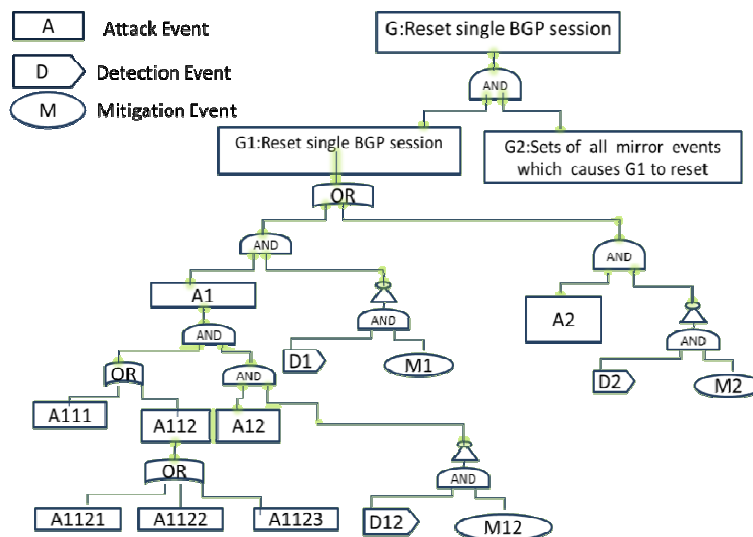 A Attack Event
D Detection Event
M Mitigation Event
G:Reset single BGP session
AND
G1:Reset single BGP session
G2:Sets of all mirror events
which causes G1 to reset
OR
AND
AND
A1
A2
AND
AND
AND
D1
M1
D2
M2
OR
AND
A111
A112
A12
OR
AND
A1121
A1122
A1123
D12
M12